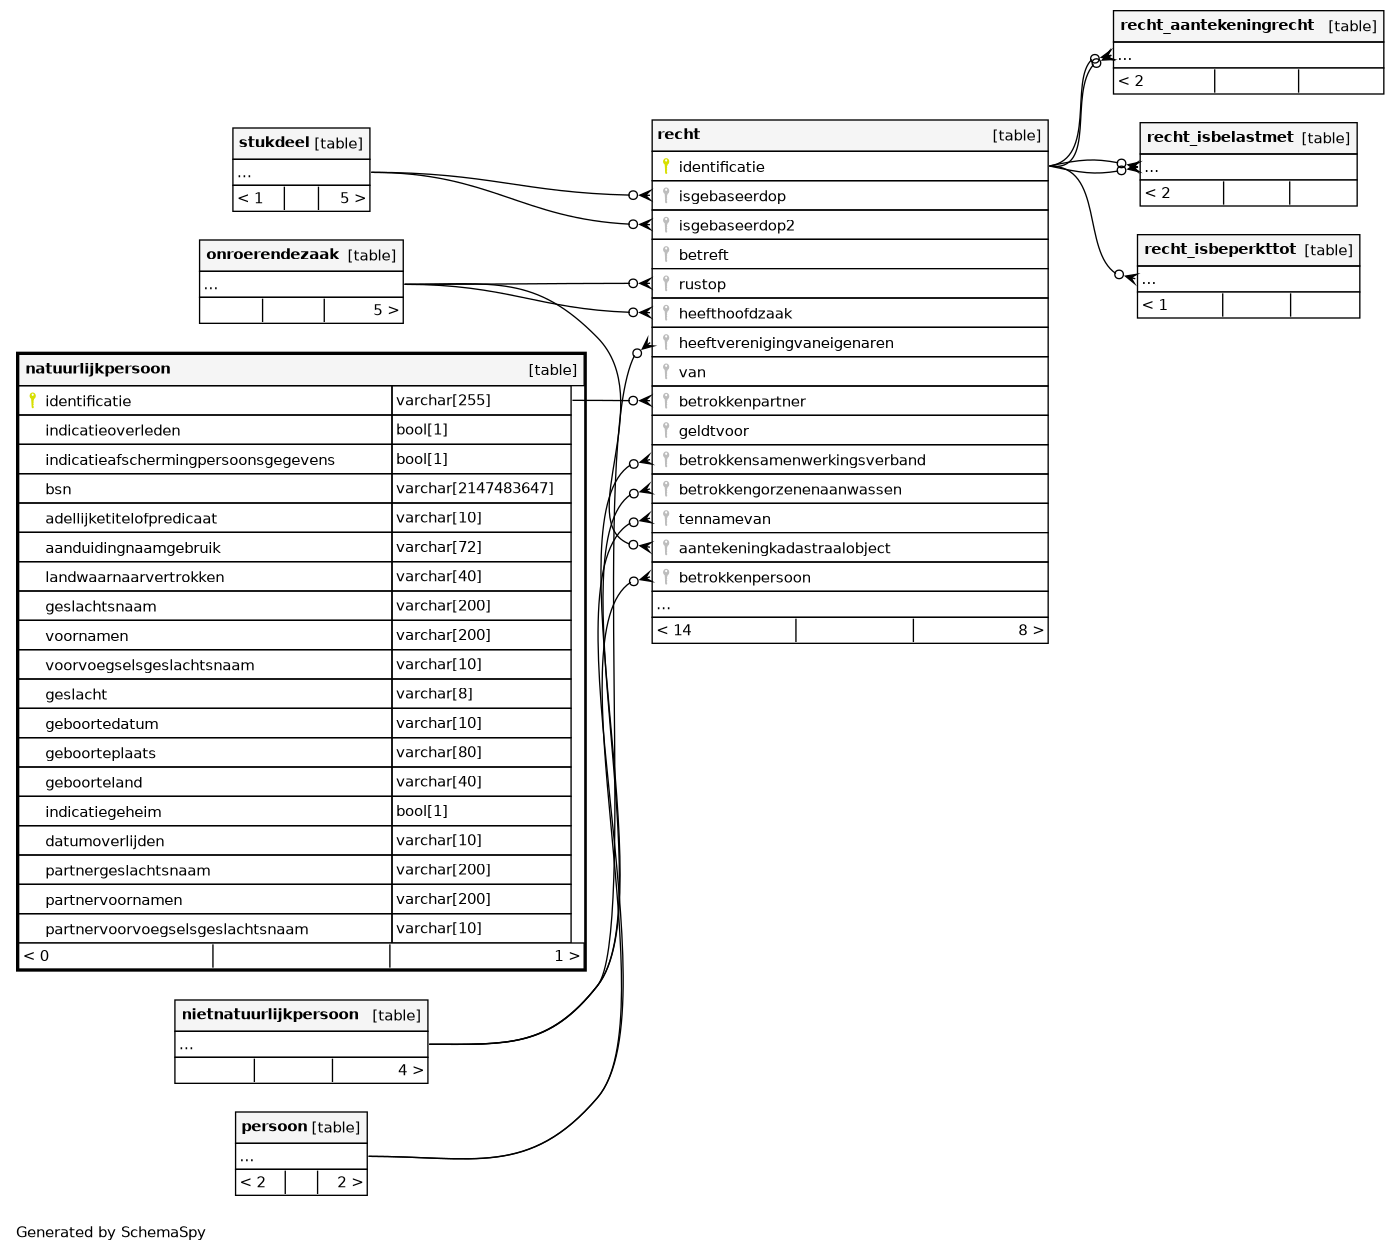 recht_aantekeningrecht [table]
...
< 2
recht_isbelastmet [table]
...
< 2
recht_isbeperkttot [table]
...
< 1
stukdeel [table]
...
< 1 5 >
onroerendezaak [table]
...
5 >
recht [table]
identificatie
isgebaseerdop
isgebaseerdop2
betreft
rustop
heefthoofdzaak
heeftverenigingvaneigenaren
van
betrokkenpartner
geldtvoor
betrokkensamenwerkingsverband
betrokkengorzenenaanwassen
tennamevan
aantekeningkadastraalobject
betrokkenpersoon
...
< 14 8 >
natuurlijkpersoon [table]
identificatie varchar[255]
indicatieoverleden bool[1]
indicatieafschermingpersoonsgegevens bool[1]
bsn varchar[2147483647]
adellijketitelofpredicaat varchar[10]
aanduidingnaamgebruik varchar[72]
landwaarnaarvertrokken varchar[40]
geslachtsnaam varchar[200]
voornamen varchar[200]
voorvoegselsgeslachtsnaam varchar[10]
geslacht varchar[8]
geboortedatum varchar[10]
geboorteplaats varchar[80]
geboorteland varchar[40]
indicatiegeheim bool[1]
datumoverlijden varchar[10]
partnergeslachtsnaam varchar[200]
partnervoornamen varchar[200]
partnervoorvoegselsgeslachtsnaam varchar[10]
< 0 1 >
nietnatuurlijkpersoon [table]
...
4 >
persoon [table]
...
< 2 2 >
Generated by SchemaSpy